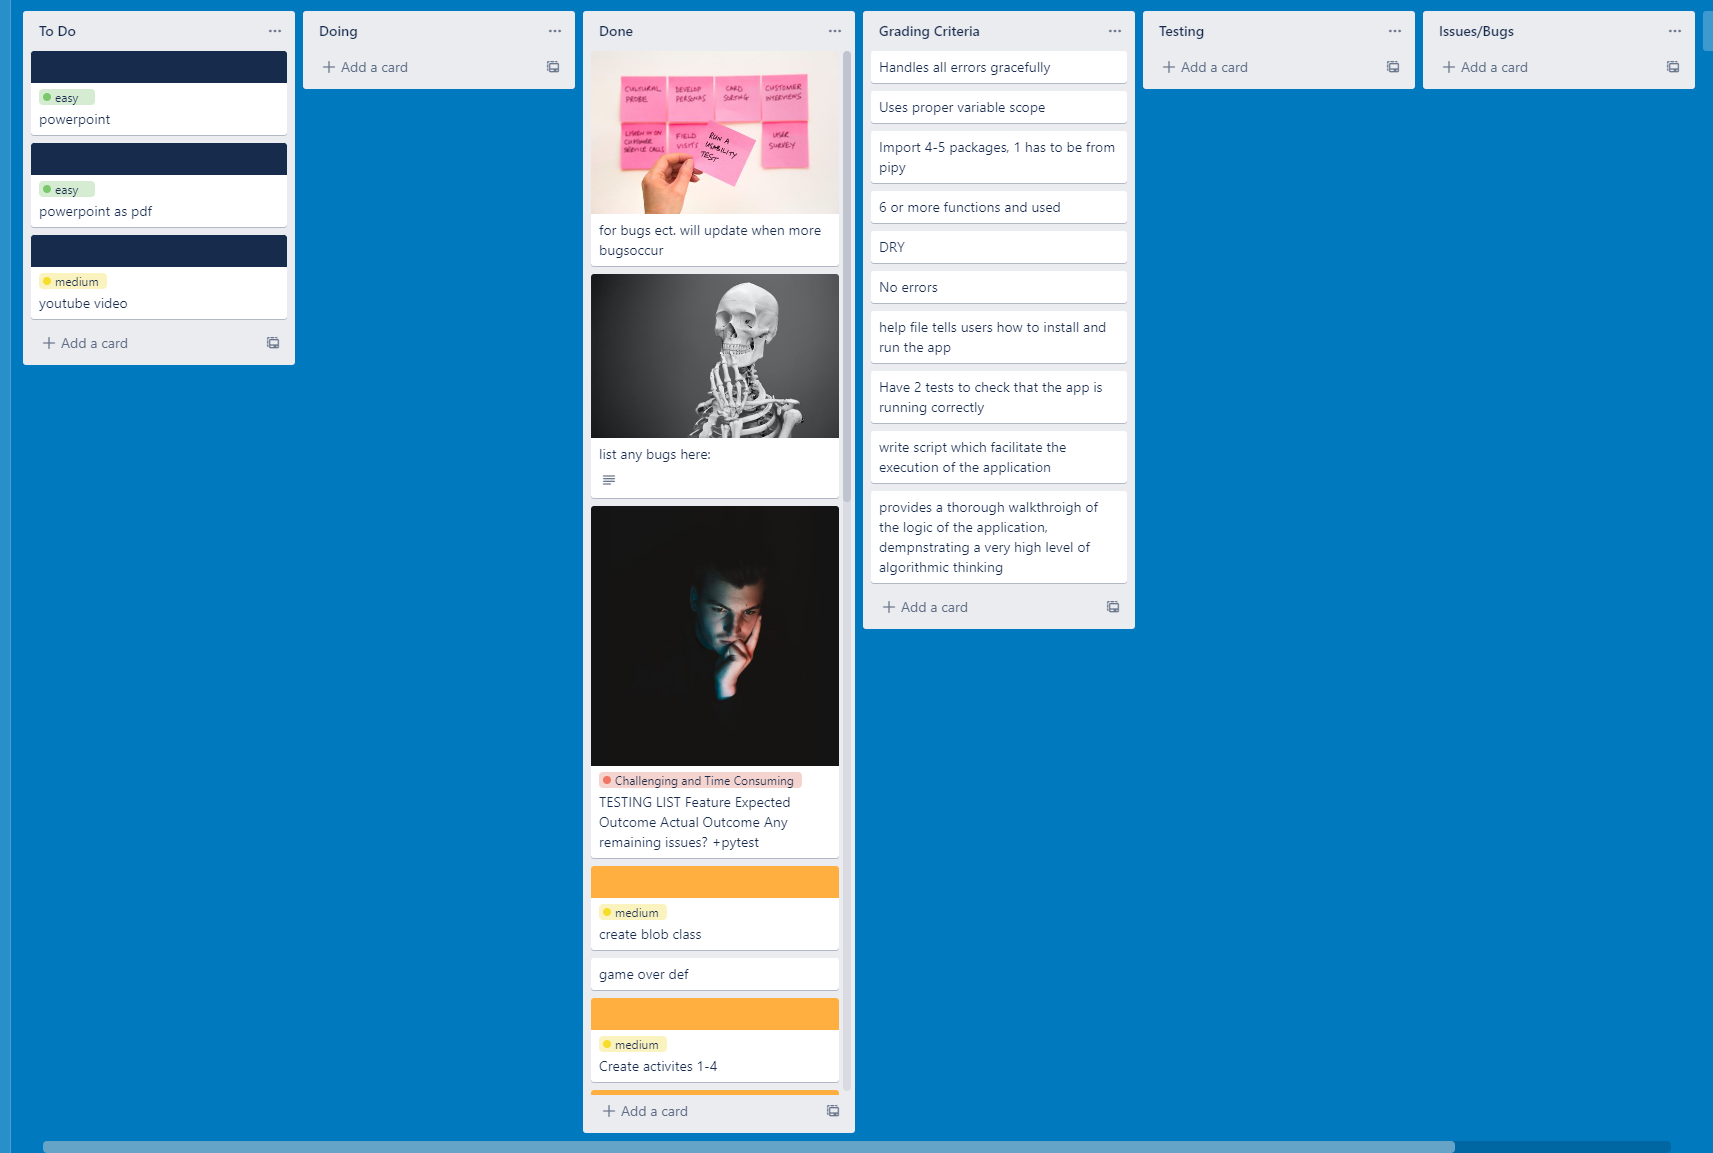 To Do
easy
powerpoint
easy
powerpoint as pdf
medium
youtube video
Add a card
Doing
Add a card
Done
CULTURAL
PROBE
DEVELOP
PERSONAS
CARD
SORTING
CUSTOMER
INTERVIEWS
LISTEN IN ON
CUSTOMER
SERVICE CALLS
FIELD
VISITS
RUN A
USABILITY
TEST
USER
SURVEY
for bugs ect. will update when more
bugsoccur
list any bugs here:
Challenging and Time Consuming
TESTING LIST Feature Expected
Outcome Actual Outcome Any
remaining issues? +pytest
medium
create blob class
game over def
medium
Create activites 1-4
Add a card
Grading Criteria
Handles all errors gracefully
Uses proper variable scope
Import 4-5 packages, 1 has to be from
pipy
6 or more functions and used
DRY
No errors
help file tells users how to install and
run the app
Have 2 tests to check that the app is
running correctly
write script which facilitate the
execution of the application
provides a thorough walkthroigh of
the logic of the application,
dempnstrating a very high level of
algorithmic thinking
Add a card
Testing
Add a card
Issues/Bugs
Add a card